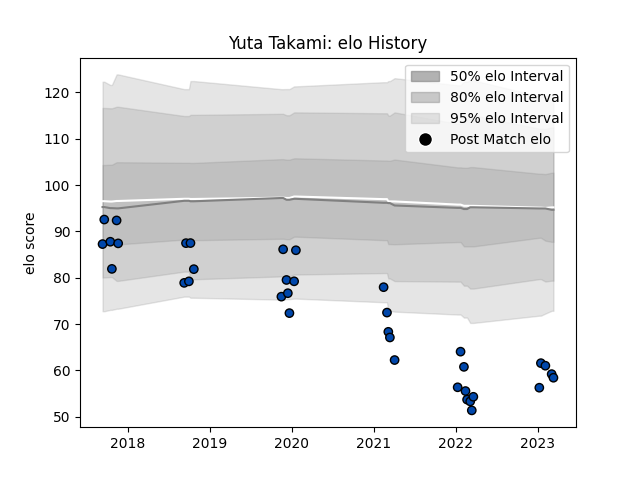 Yuta Takami: elo History
50% elo Interval
80% elo Interval
95% elo Interval
Post Match elo
elo score
120
110
100
90
80
70
60
50
2018 2019 2020 2021 2022 2023